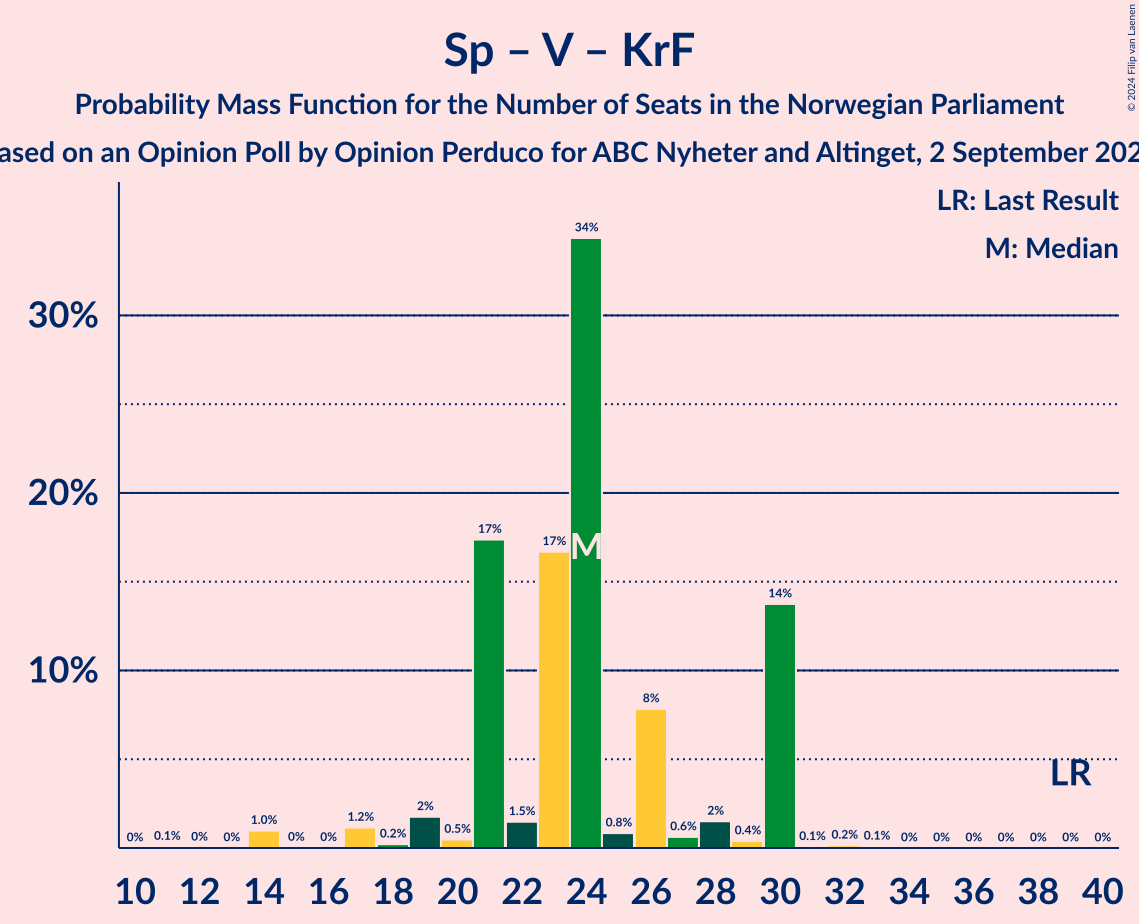 Sp – V – KrF
Probability Mass Function for the Number of Seats in the Norwegian Parliament
on an Opinion Poll by Opinion Perduco for ABC Nyheter and Altinget, 2 September
© 2024 Filip van Laenen
LR: Last Result
M: Median
30%
20%
10%
0% 0.1% 0% 0% 1.0% 0% 0% 1.2% 0.2% 2% 0.5% 17% 1.5% 17% 34% 0.8% 8% 0.6% 2% 0.4% 14% 0.1% 0.2% 0.1% 0% 0% 0% 0% 0% 0% 0%
M
LR
10 12 14 16 18 20 22 24 26 28 30 32 34 36 38 40